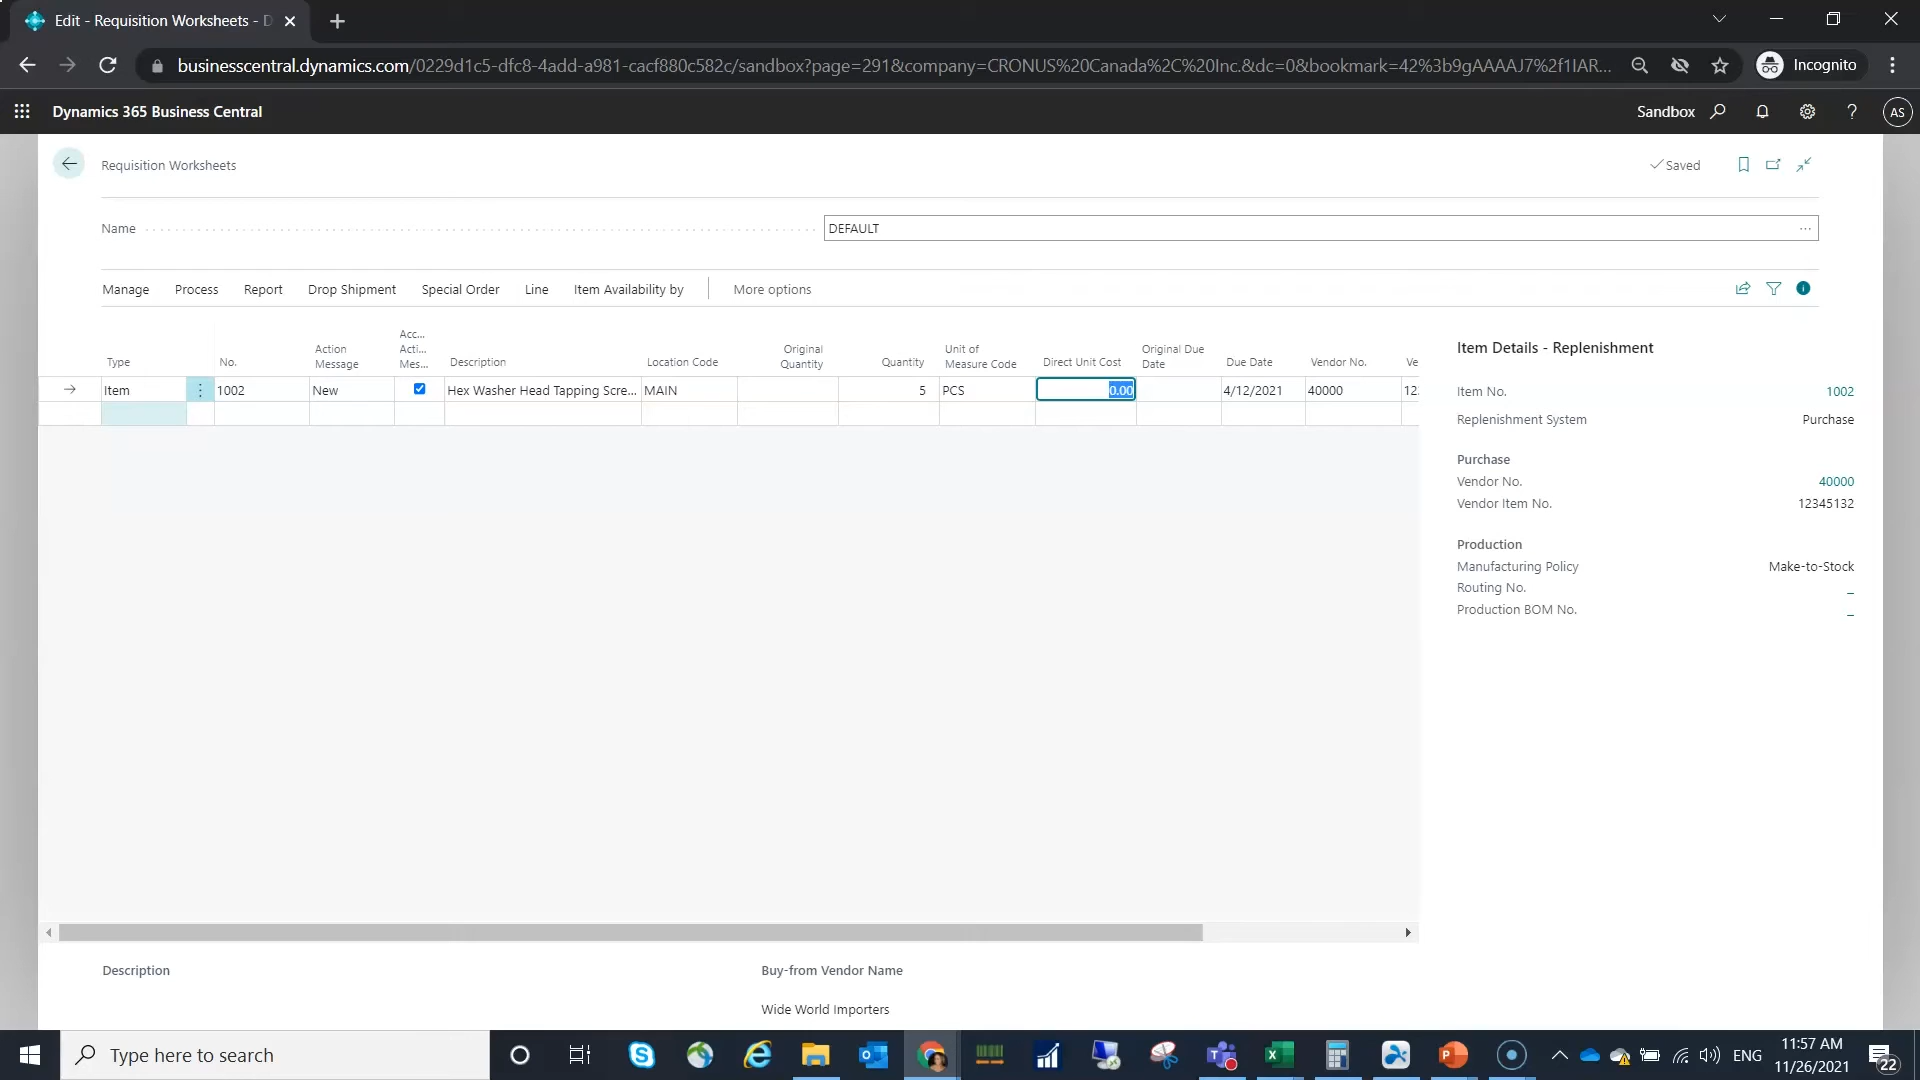 Edit - Requisition Worksheets - D
businesscentral.dynamics.com/0229d1c5-dfc8-4add-a981-cacf880c582c/sandbox?page=291&company=CRONUS%20Canada%2C%20Inc.&dc=0&bookmark=42%3b9gAAAAJ7%2f1IAR...
Incognito
Dynamics 365 Business Central
Sandbox
? AS
Requisition Worksheets
Saved
Name DEFAULT ...
Manage Process Report Drop Shipment Special Order Line Item Availability by More options
Type No. Action Message Acc... Acti... Mes... Description Location Code Original Quantity Quantity Unit of Measure Code Direct Unit Cost Original Due Date Due Date Vendor No. Ve
Item 1002 New Hex Washer Head Tapping Scre... MAIN 5 PCS 0.00 4/12/2021 40000 12.
Item Details - Replenishment
Item No. 1002
Replenishment System Purchase
Purchase
Vendor No. 40000
Vendor Item No. 12345132
Production
Manufacturing Policy Make-to-Stock
Routing No. _
Production BOM No. _
Description
Buy-from Vendor Name
Wide World Importers
Type here to search
ENG
11:57 AM
11/26/2021
22